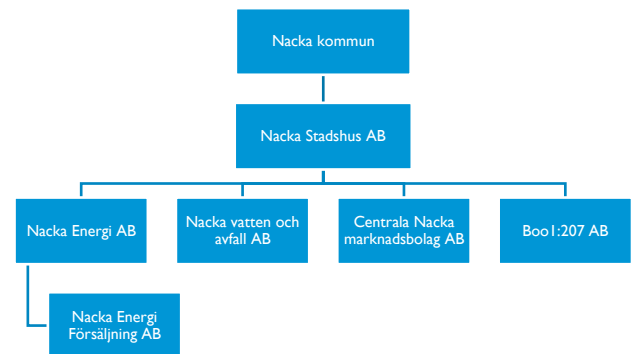 Nacka kommun
Nacka Stadshus AB
Nacka Energi AB
Nacka vatten och
avfall AB
Centrala Nacka
marknadsbolag AB
Boo1:207 AB
Nacka Energi
Försäljning AB